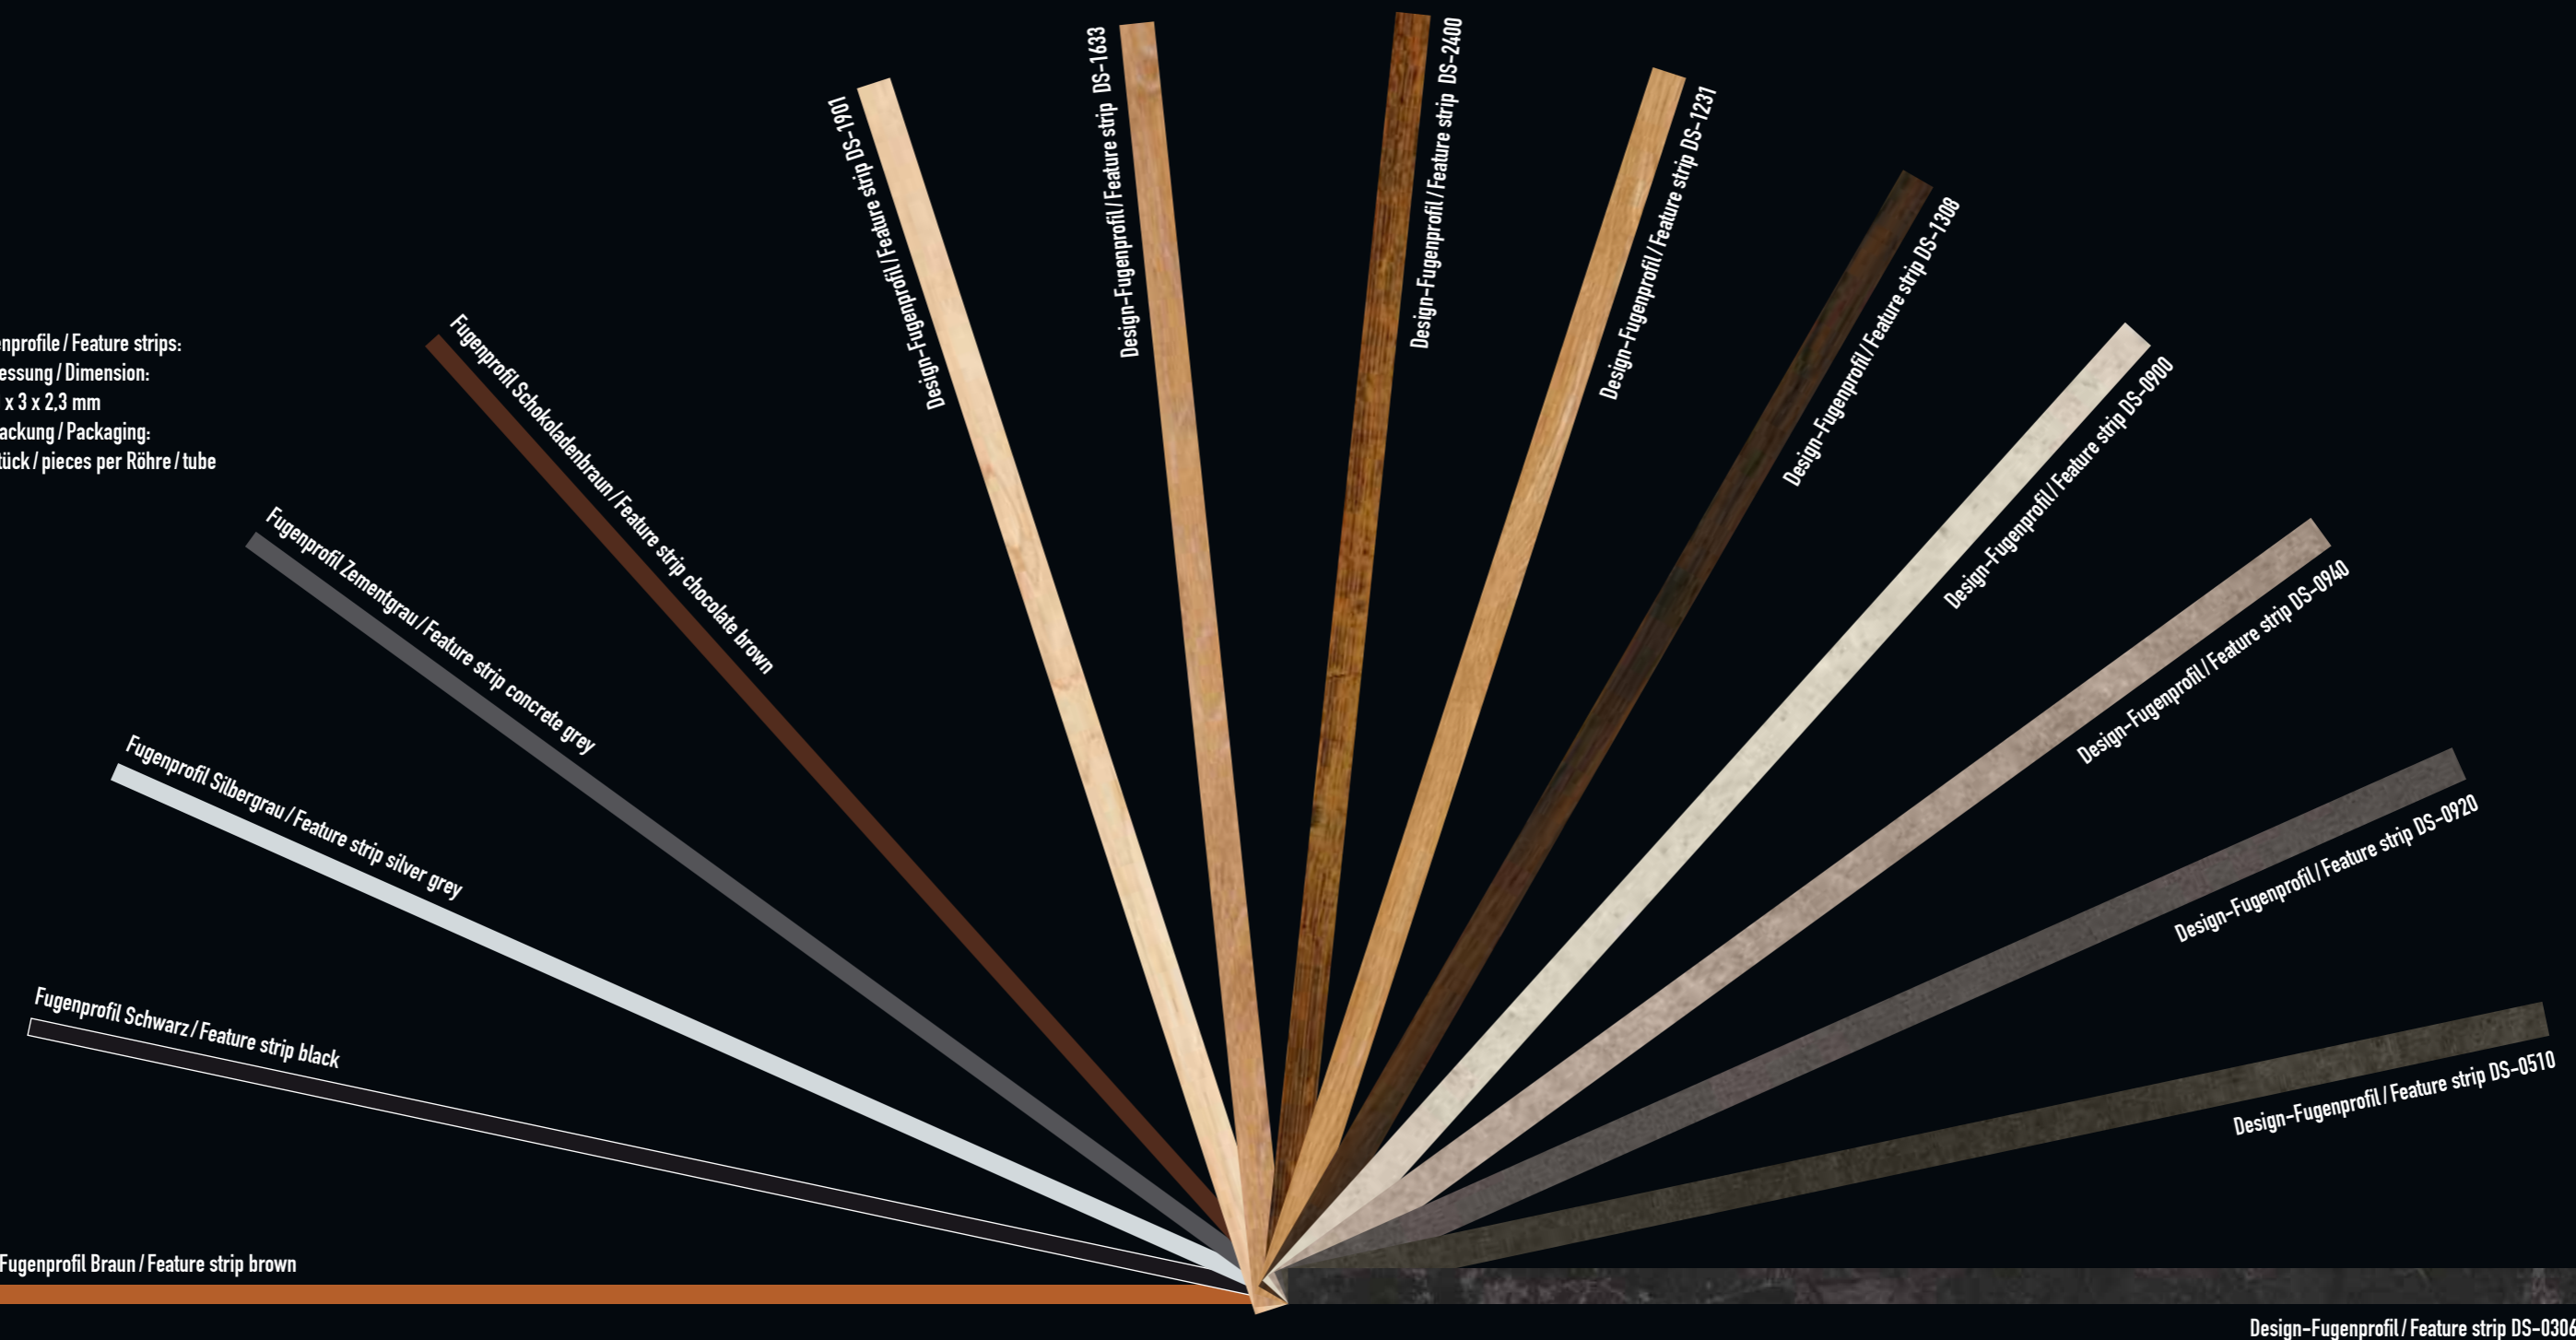 nprofile / Feature strips:
essung / Dimension:
x 3 x 2,3 mm
ackung / Packaging:
tück / pieces per Röhre / tube
Fugenprofil Braun / Feature strip brown
Fugenprofil Schwarz / Feature strip black
Fugenprofil Silbergrau / Feature strip silver grey
Fugenprofil Zementgrau / Feature strip concrete grey
Fugenprofil Schokoladenbraun / Feature strip chocolate brown
Design-Fugenprofil / Feature strip DS-1901
Design-Fugenprofil / Feature strip DS-1633
Design-Fugenprofil / Feature strip DS-2400
Design-Fugenprofil / Feature strip DS-1231
Design-Fugenprofil / Feature strip DS-1308
Design-Fugenprofil / Feature strip DS-0900
Design-Fugenprofil / Feature strip DS-0940
Design-Fugenprofil / Feature strip DS-0920
Design-Fugenprofil / Feature strip DS-0510
Design-Fugenprofil / Feature strip DS-0306